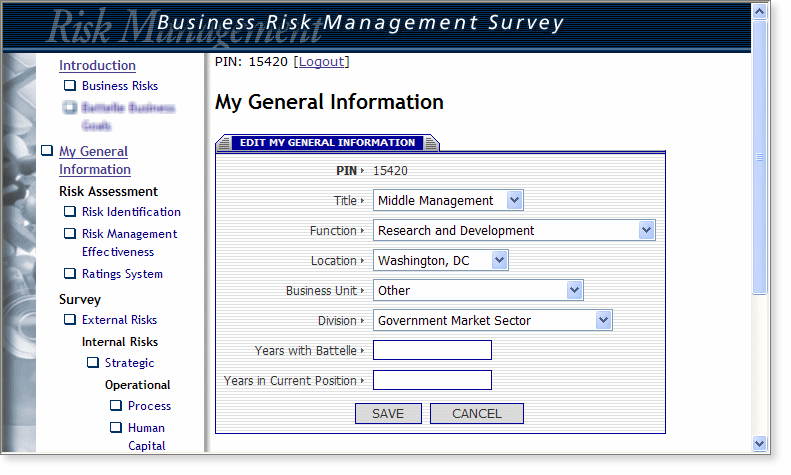 Risk Management
Business Risk Management Survey
Introduction
Business Risks
My General
Information
Risk Assessment
Risk Identification
Risk Management
Effectiveness
Ratings System
Survey
External Risks
Internal Risks
Strategic
Operational
Process
Human
Capital
PIN: 15420 [Logout]
My General Information
EDIT MY GENERAL INFORMATION
PIN 15420
Title Middle Management
Function Research and Development
Location Washington, DC
Business Unit Other
Division Government Market Sector
Years with Battelle
Years in Current Position
SAVE CANCEL